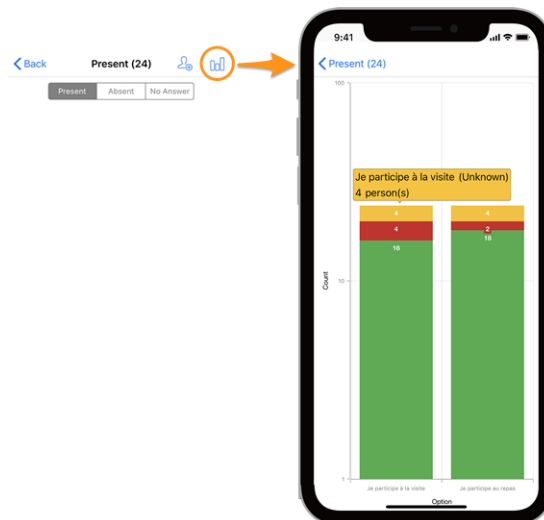 Back
Present (24)
Present
Absent
No Answer
9:41
Present (24)
100
Je participe à la visite (Unknown)
4 person(s)
4
4
4
2
16
18
Count
10
1
Je participe à la visite
Je participe au repas
Option